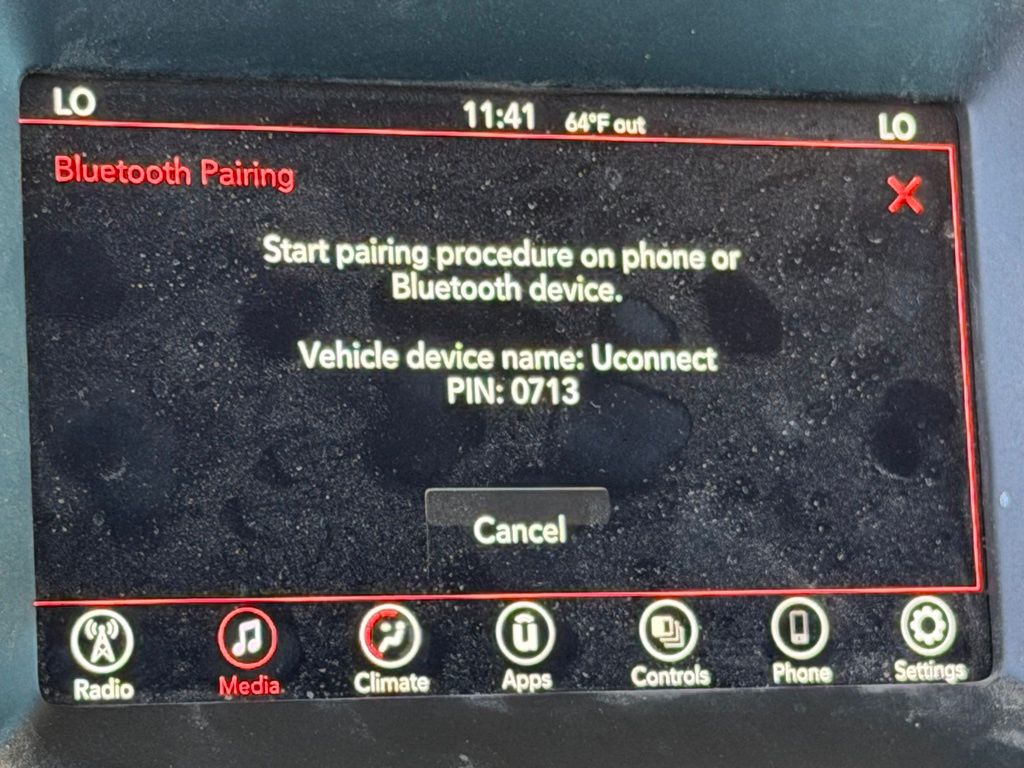 LO 11:41 64°F out LO
Bluetooth Pairing
Start pairing procedure on phone or
Bluetooth device.
Vehicle device name: Uconnect
PIN: 0713
Cancel
Radio Media Climate Apps Controls Phone Settings